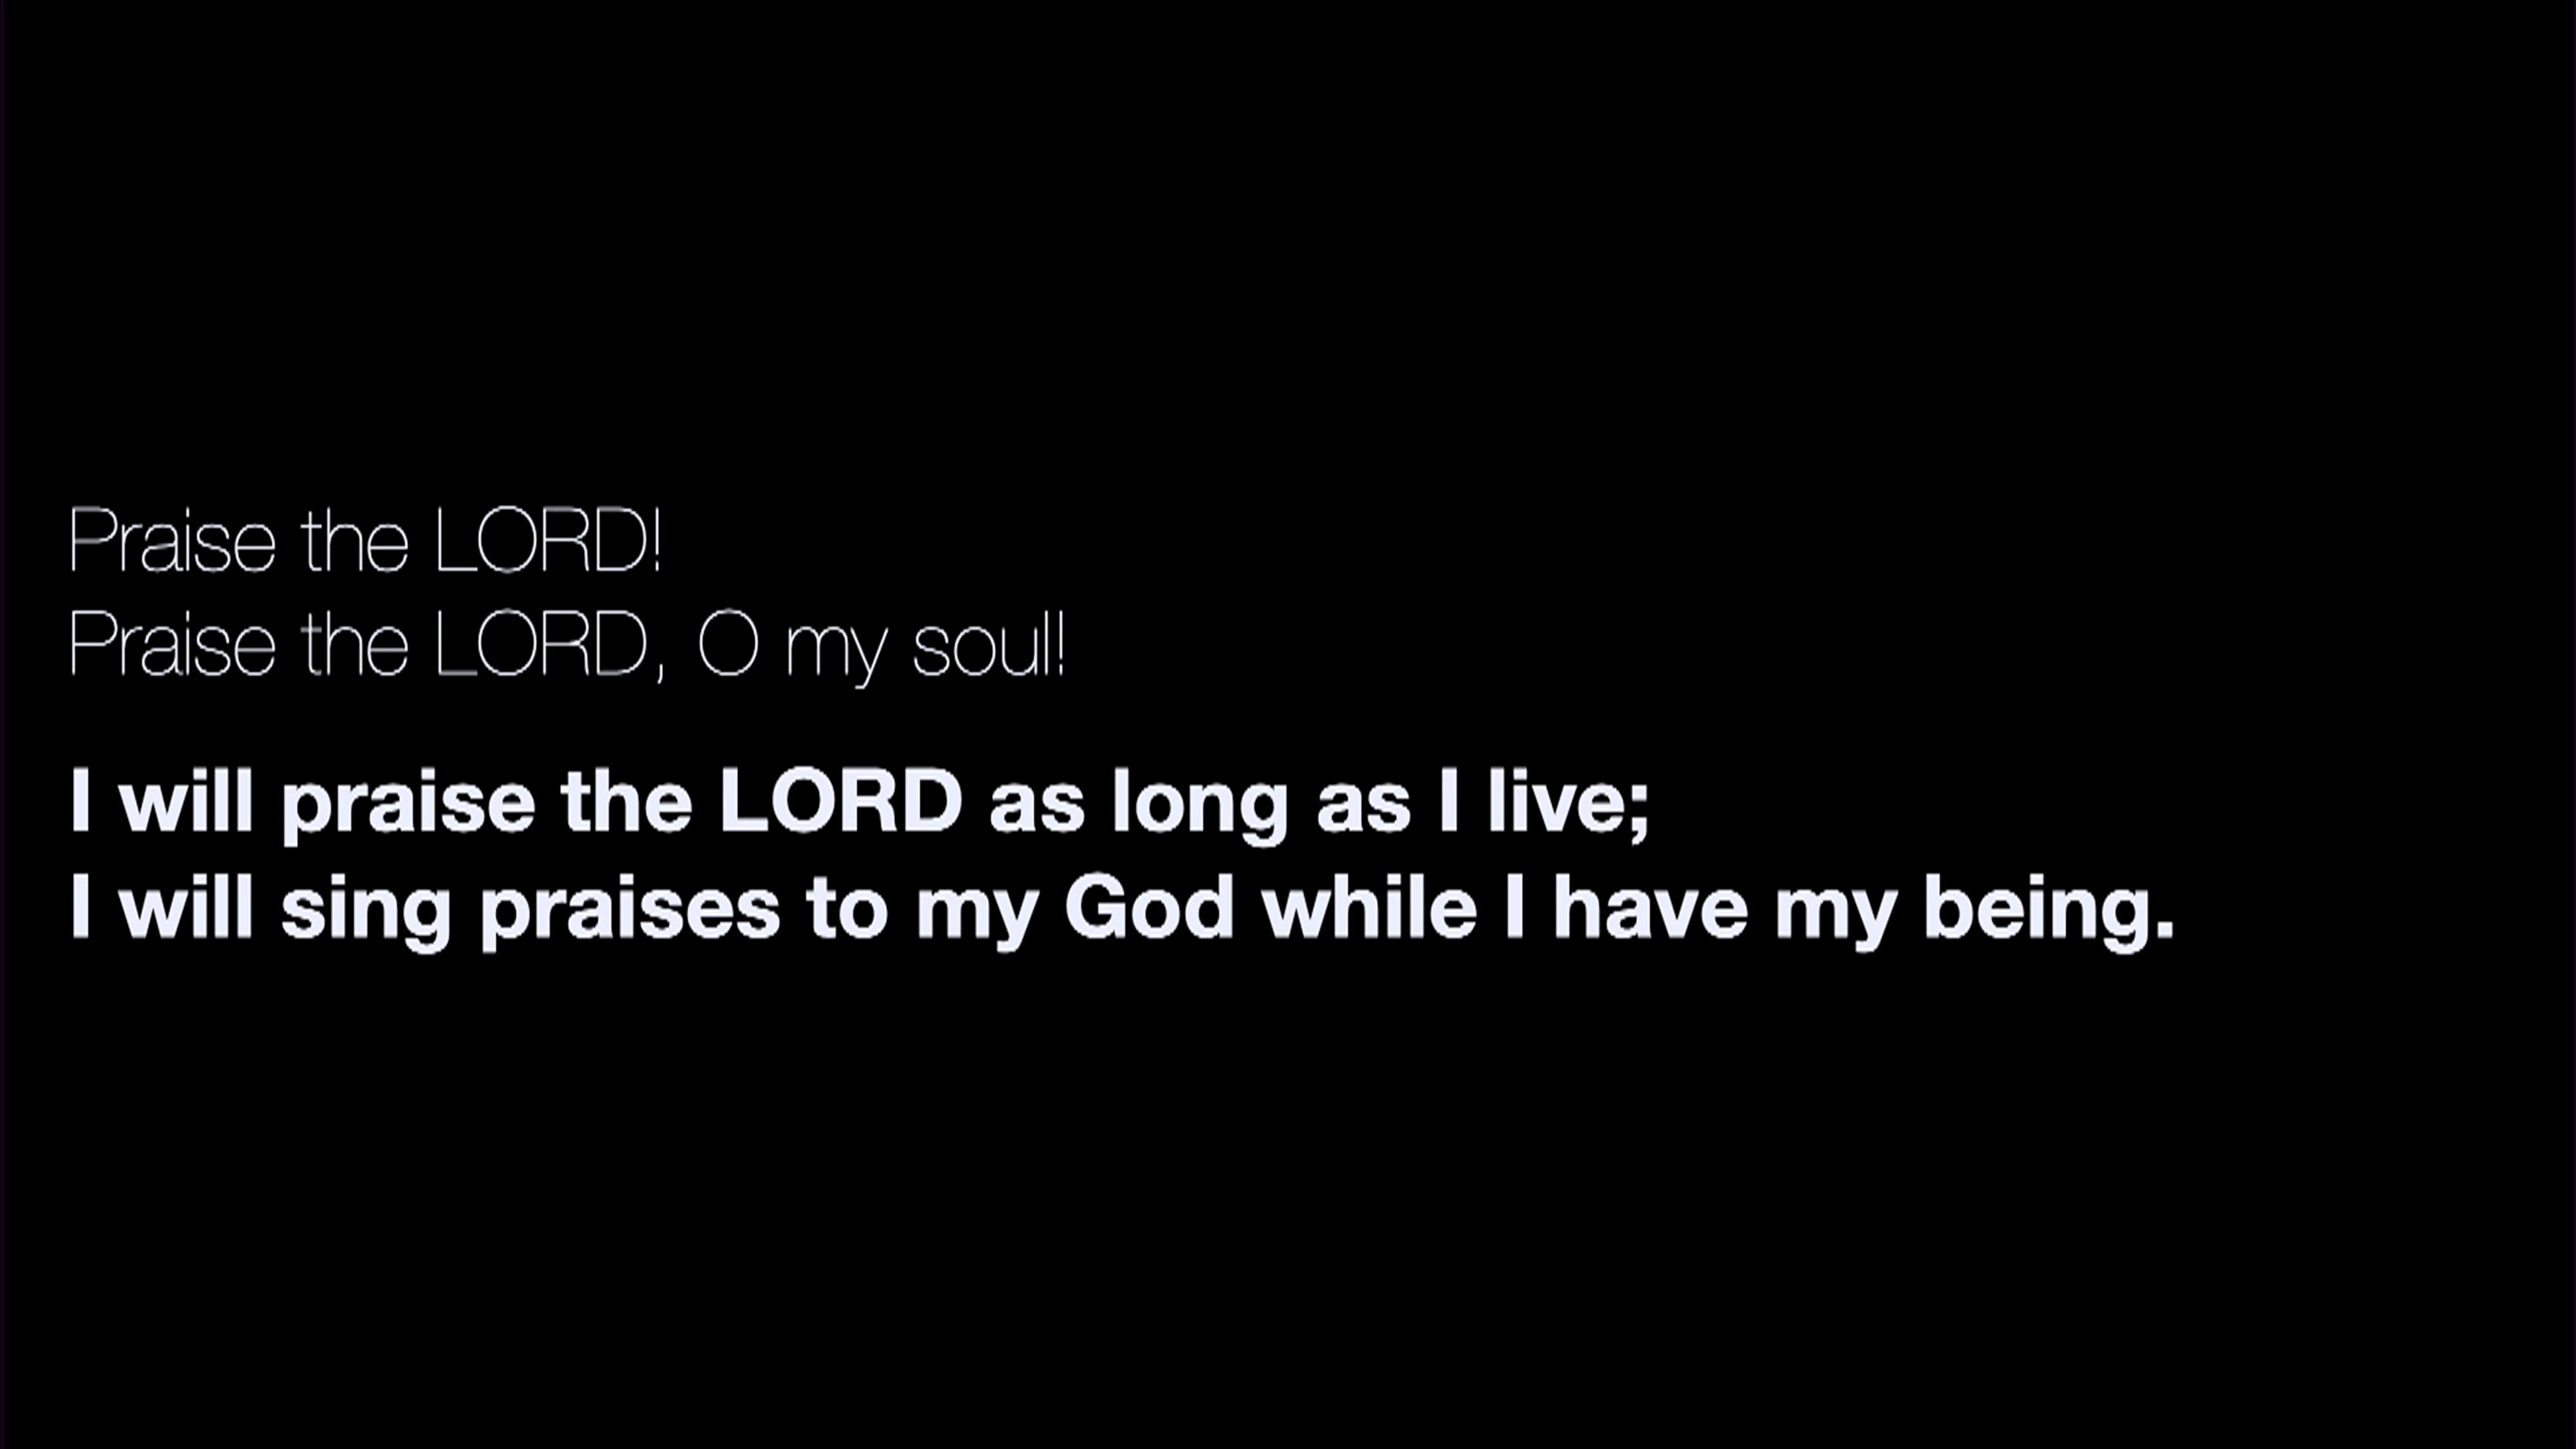 Praise the LORD!
Praise the LORD, O my soul!
I will praise the LORD as long as I live;
I will sing praises to my God while I have my being.